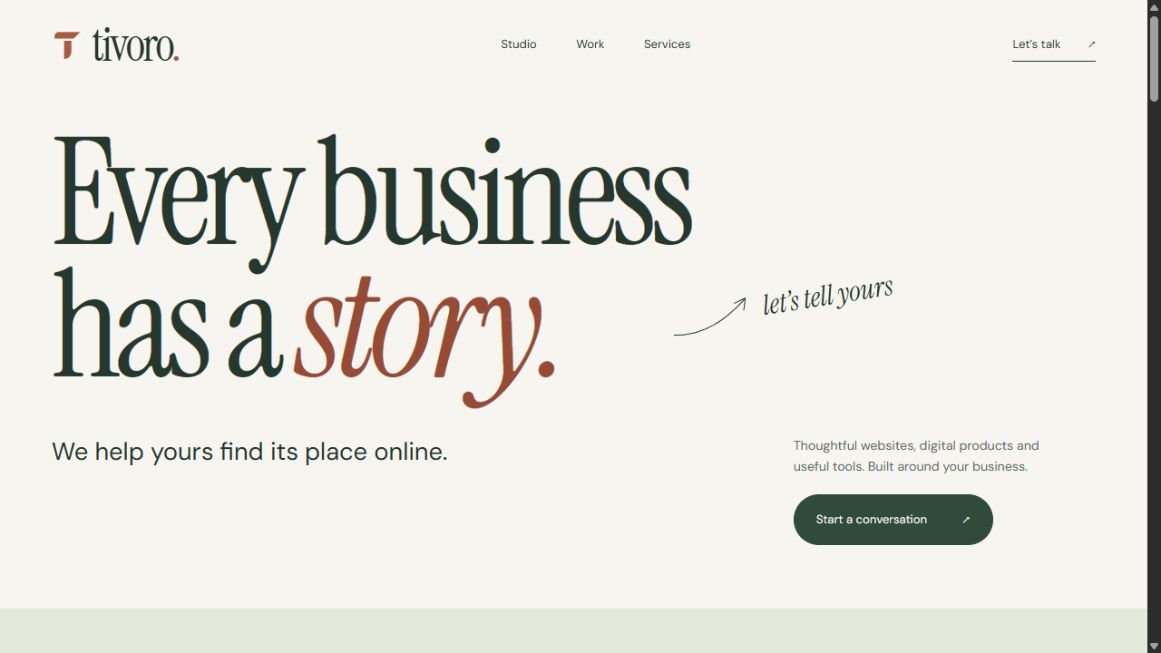 tivoro.
Studio
Work
Services
Let's talk ↗
Every business
has a story.
let's tell yours
We help yours find its place online.
Thoughtful websites, digital products and
useful tools. Built around your business.
Start a conversation ↗